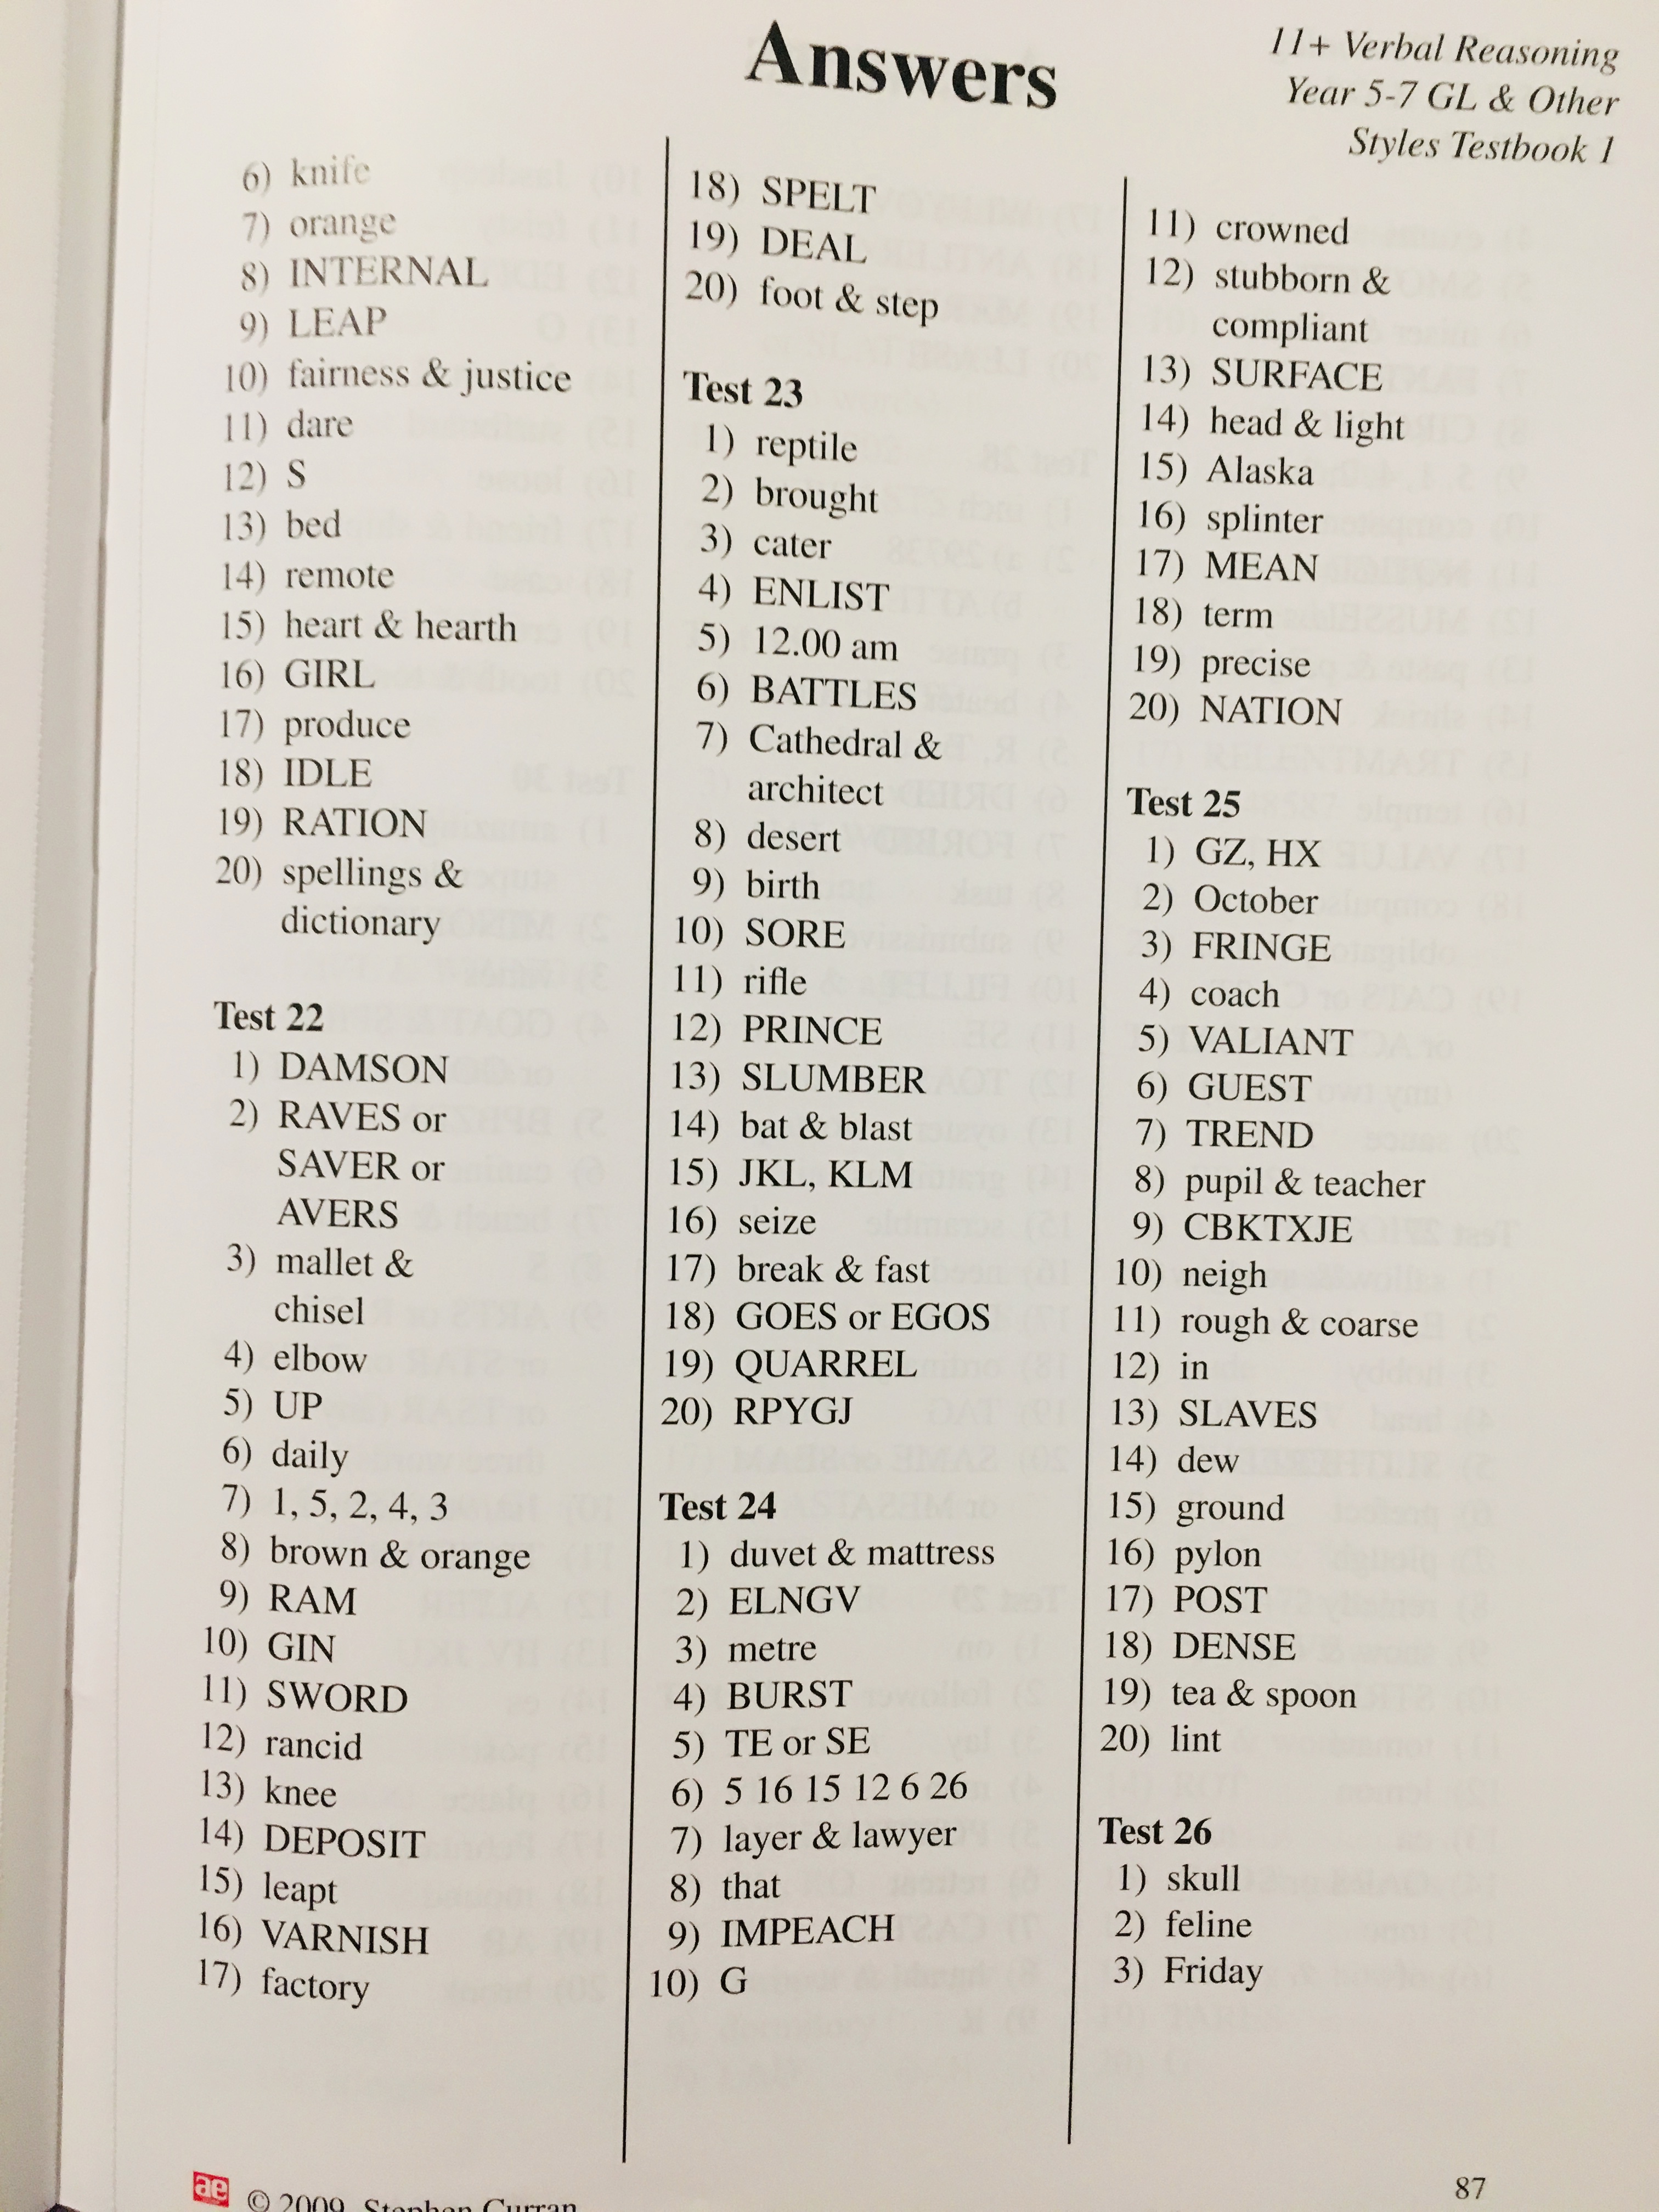 Answers
11+ Verbal Reasoning
Year 5-7 GL & Other
Styles Testbook 1
6) knife
7) orange
8) INTERNAL
9) LEAP
10) fairness & justice
11) dare
12) S
13) bed
14) remote
15) heart & hearth
16) GIRL
17) produce
18) IDLE
19) RATION
20) spellings &
dictionary
Test 22
1) DAMSON
2) RAVES or
SAVER or
AVERS
3) mallet &
chisel
4) elbow
5) UP
6) daily
7) 1, 5, 2, 4, 3
8) brown & orange
9) RAM
10) GIN
11) SWORD
12) rancid
13) knee
14) DEPOSIT
15) leapt
16) VARNISH
17) factory
18) SPELT
19) DEAL
20) foot & step
Test 23
1) reptile
2) brought
3) cater
4) ENLIST
5) 12.00 am
6) BATTLES
7) Cathedral &
architect
8) desert
9) birth
10) SORE
11) rifle
12) PRINCE
13) SLUMBER
14) bat & blast
15) JKL, KLM
16) seize
17) break & fast
18) GOES or EGOS
19) QUARREL
20) RPYGJ
Test 24
1) duvet & mattress
2) ELNGV
3) metre
4) BURST
5) TE or SE
6) 5 16 15 12 6 26
7) layer & lawyer
8) that
9) IMPEACH
10) G
11) crowned
12) stubborn &
compliant
13) SURFACE
14) head & light
15) Alaska
16) splinter
17) MEAN
18) term
19) precise
20) NATION
Test 25
1) GZ, HX
2) October
3) FRINGE
4) coach
5) VALIANT
6) GUEST
7) TREND
8) pupil & teacher
9) CBKTXJE
10) neigh
11) rough & coarse
12) in
13) SLAVES
14) dew
15) ground
16) pylon
17) POST
18) DENSE
19) tea & spoon
20) lint
Test 26
1) skull
2) feline
3) Friday
ae © 2009 Stephen Curran
87